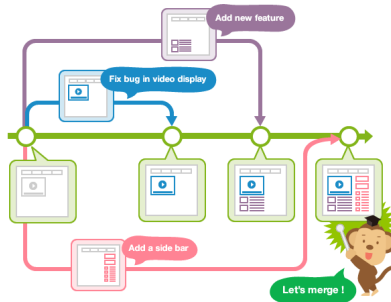 Add new feature
Fix bug in video display
Add a side bar
Let's merge !